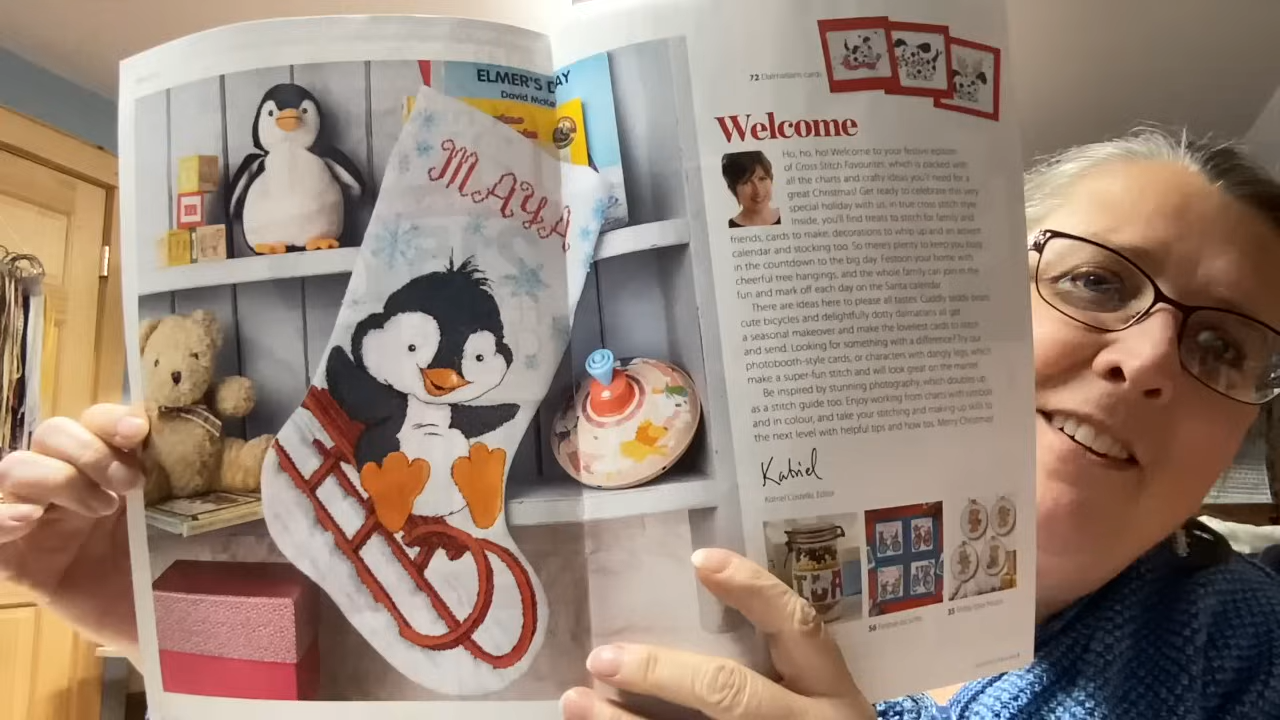 ELMER'S DAY
David McKe
MAYA
72 Dalmatians cards
Welcome
Ho, ho, ho! Welcome to your festive edition
of Cross Stitch Favourites, which is packed with
all the charts and crafty ideas you'll need for a
great Christmas! Get ready to celebrate this very
special holiday with us, in true cross stitch style.
Inside, you'll find treats to stitch for family and
friends, cards to make, decorations to whip up and an advent
calendar and stocking too. So there's plenty to keep you busy
in the countdown to the big day. Festoon your home with
cheerful tree hangings, and the whole family can join in the
fun and mark off each day on the Santa calendar.
There are ideas here to please all tastes. Cuddly teddy bears,
cute bicycles and delightfully dotty dalmatians all get
a seasonal makeover and make the loveliest cards to stitch
and send. Looking for something with a difference? Try our
photobooth-style cards, or characters with dangly legs, which
make a super-fun stitch and will look great on the mantel.
Be inspired by stunning photography, which doubles up
as a stitch guide too. Enjoy working from charts with symbols
and in colour, and take your stitching and making-up skills to
the next level with helpful tips and how tos. Merry Christmas!
Katriel
Katriel Costello, Editor
50
35